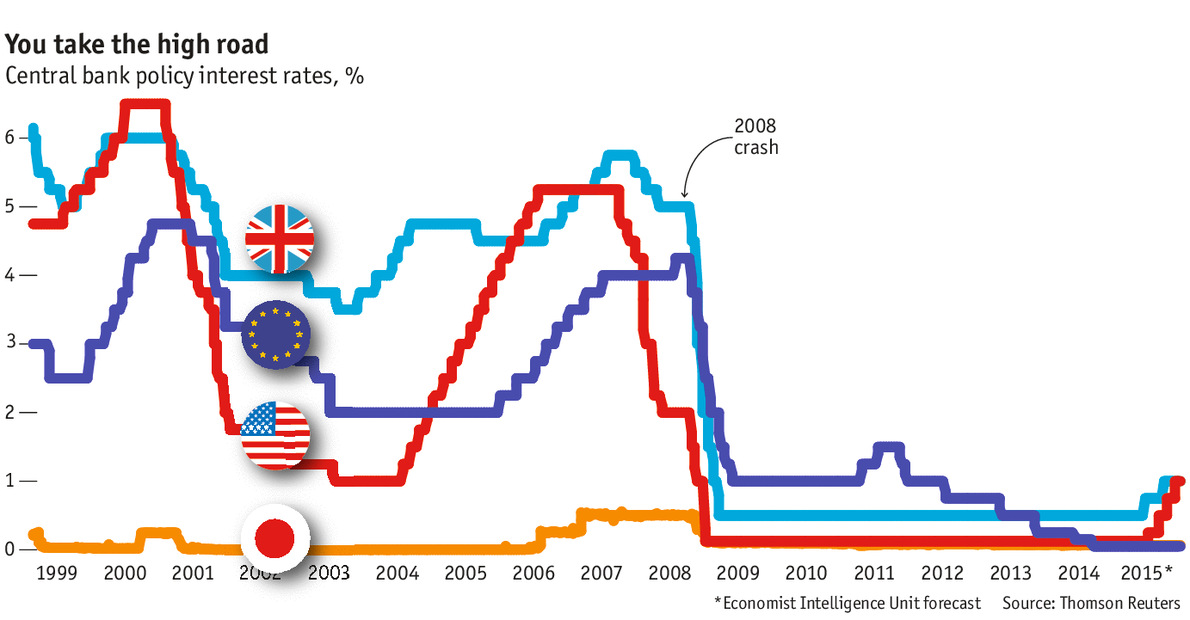 You take the high road
Central bank policy interest rates, %
2008
crash
6
5
4
3
2
1
0
1999 2000 2001 2002 2003 2004 2005 2006 2007 2008 2009 2010 2011 2012 2013 2014 2015*
*Economist Intelligence Unit forecast Source: Thomson Reuters